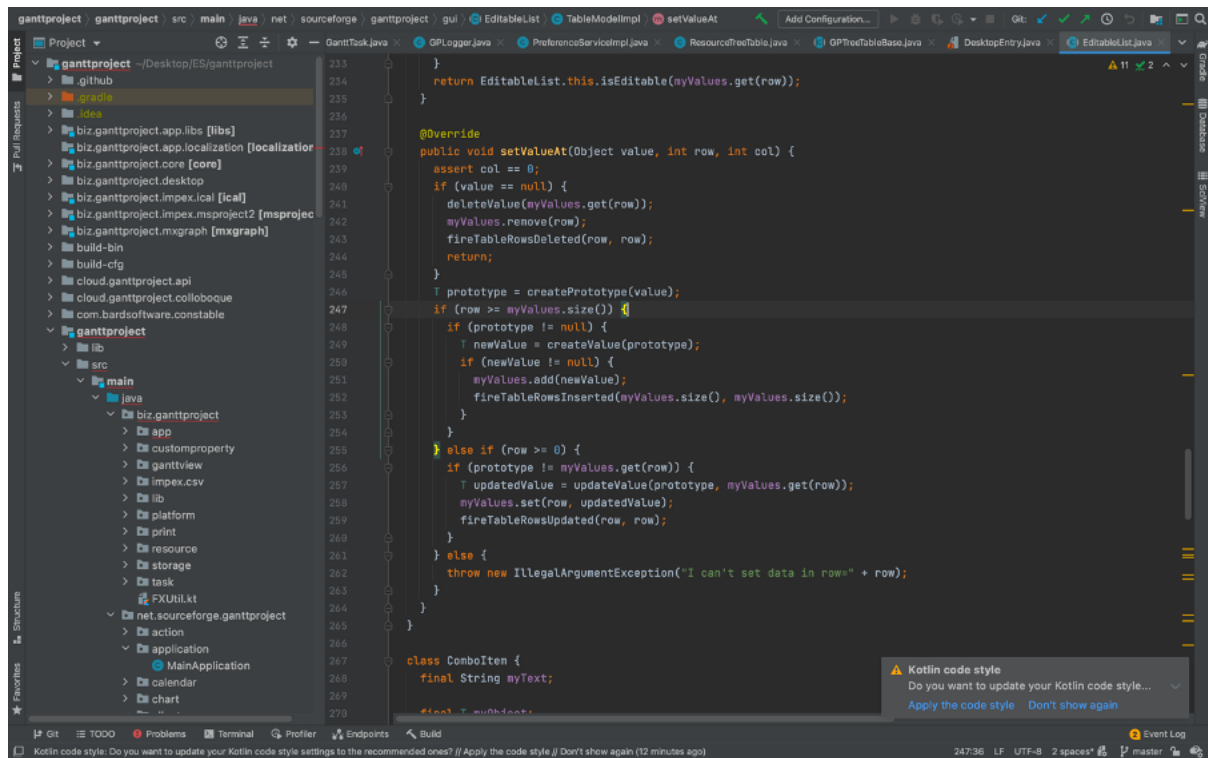 ganttproject ganttproject src main java net sourceforge ganttproject gui EditableList TableModelImpl setValueAt Add Configuration... Git:
Project GanttTask.java GPLogger.java PreferenceServiceImpl.java ResourceTreeTable.java GPTreeTableBase.java DesktopEntry.java EditableList.java
Project
Pull Requests
Structure
Favorites
ganttproject ~/Desktop/ES/ganttproject
.github
.gradle
.idea
biz.ganttproject.app.libs [libs]
biz.ganttproject.app.localization [localization
biz.ganttproject.core [core]
biz.ganttproject.desktop
biz.ganttproject.impex.ical [ical]
biz.ganttproject.impex.msproject2 [msprojec
biz.ganttproject.mxgraph [mxgraph]
build-bin
build-cfg
cloud.ganttproject.api
cloud.ganttproject.colloboque
com.bardsoftware.constable
ganttproject
lib
src
main
java
biz.ganttproject
app
customproperty
ganttview
impex.csv
lib
platform
print
resource
storage
task
FXUtil.kt
net.sourceforge.ganttproject
action
application
MainApplication
calendar
chart
11 2
233 }
234 return EditableList.this.isEditable(myValues.get(row));
235 }
236
237 @Override
238 public void setValueAt(Object value, int row, int col) {
239 assert col == 0;
240 if (value == null) {
241 deleteValue(myValues.get(row));
242 myValues.remove(row);
243 fireTableRowsDeleted(row, row);
244 return;
245 }
246 T prototype = createPrototype(value);
247 if (row >= myValues.size()) {
248 if (prototype != null) {
249 T newValue = createValue(prototype);
250 if (newValue != null) {
251 myValues.add(newValue);
252 fireTableRowsInserted(myValues.size(), myValues.size());
253 }
254 }
255 } else if (row >= 0) {
256 if (prototype != myValues.get(row)) {
257 T updatedValue = updateValue(prototype, myValues.get(row));
258 myValues.set(row, updatedValue);
259 fireTableRowsUpdated(row, row);
260 }
261 } else {
262 throw new IllegalArgumentException("I can't set data in row=" + row);
263 }
264 }
265 }
266
267 class ComboItem {
268 final String myText;
269
270 final T myObject;
Gradle
Database
SciView
Kotlin code style
Do you want to update your Kotlin code style...
Apply the code style Don't show again
Git TODO Problems Terminal Profiler Endpoints Build 2 Event Log
Kotlin code style: Do you want to update your Kotlin code style settings to the recommended ones? // Apply the code style // Don't show again (12 minutes ago) 247:36 LF UTF-8 2 spaces* master